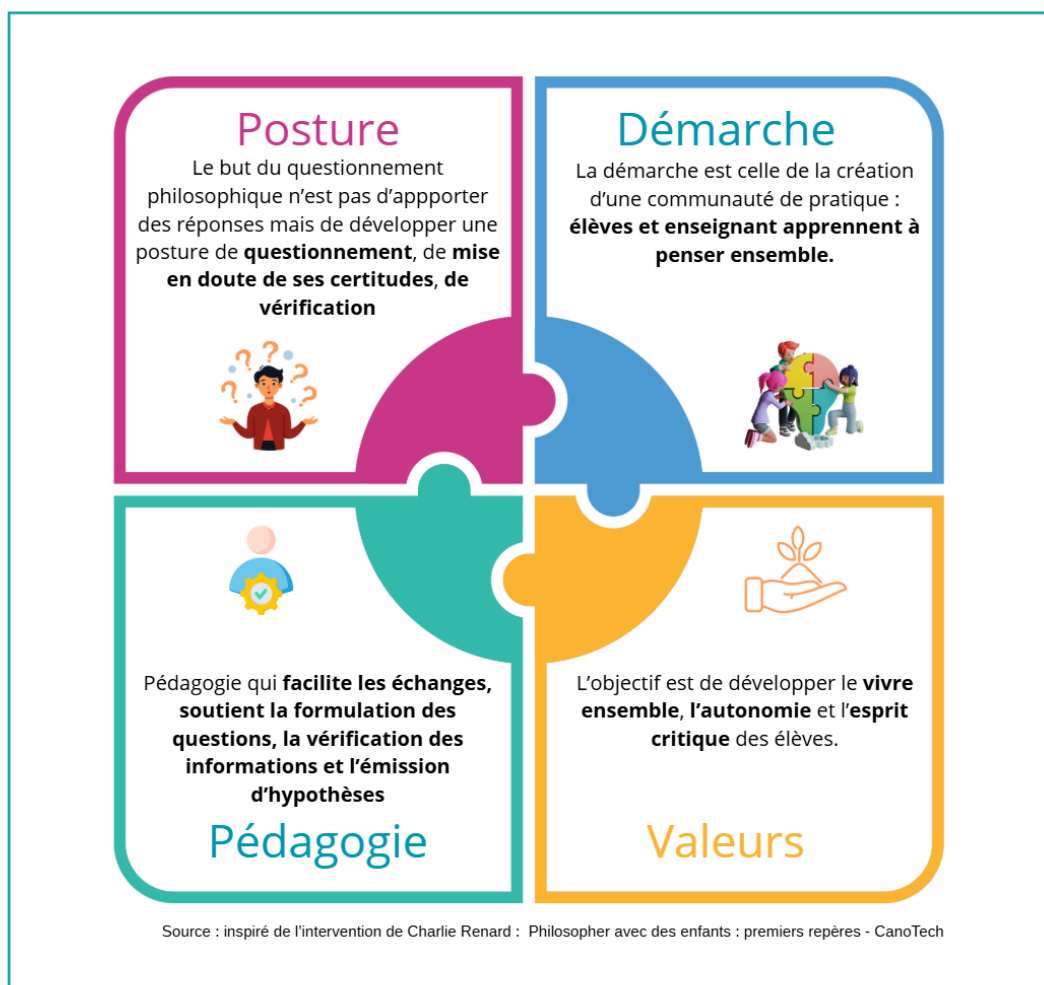 Posture
Le but du questionnement
philosophique n’est pas d’appporter
des réponses mais de développer une
posture de questionnement, de mise
en doute de ses certitudes, de
vérification
Démarche
La démarche est celle de la création
d’une communauté de pratique :
élèves et enseignant apprennent à
penser ensemble.
Pédagogie qui facilite les échanges,
soutient la formulation des
questions, la vérification des
informations et l’émission
d’hypothèses
Pédagogie
L’objectif est de développer le vivre
ensemble, l’autonomie et l’esprit
critique des élèves.
Valeurs
Source : inspiré de l’intervention de Charlie Renard : Philosopher avec des enfants : premiers repères - CanoTech